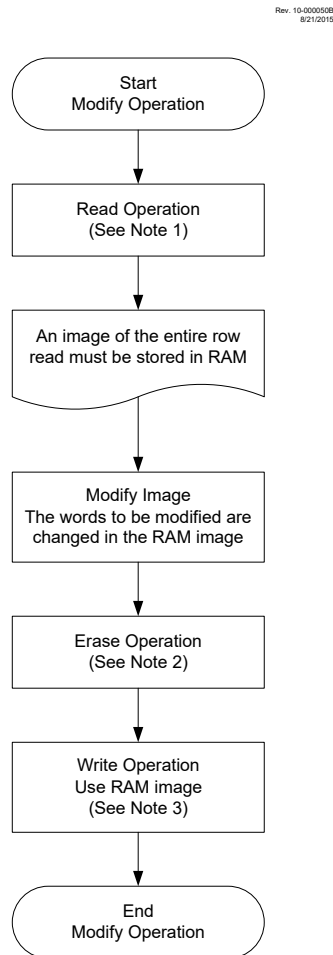 Rev. 10-000050B
8/21/2015
Start
Modify Operation
Read Operation
(See Note 1)
An image of the entire row
read must be stored in RAM
Modify Image
The words to be modified are
changed in the RAM image
Erase Operation
(See Note 2)
Write Operation
Use RAM image
(See Note 3)
End
Modify Operation